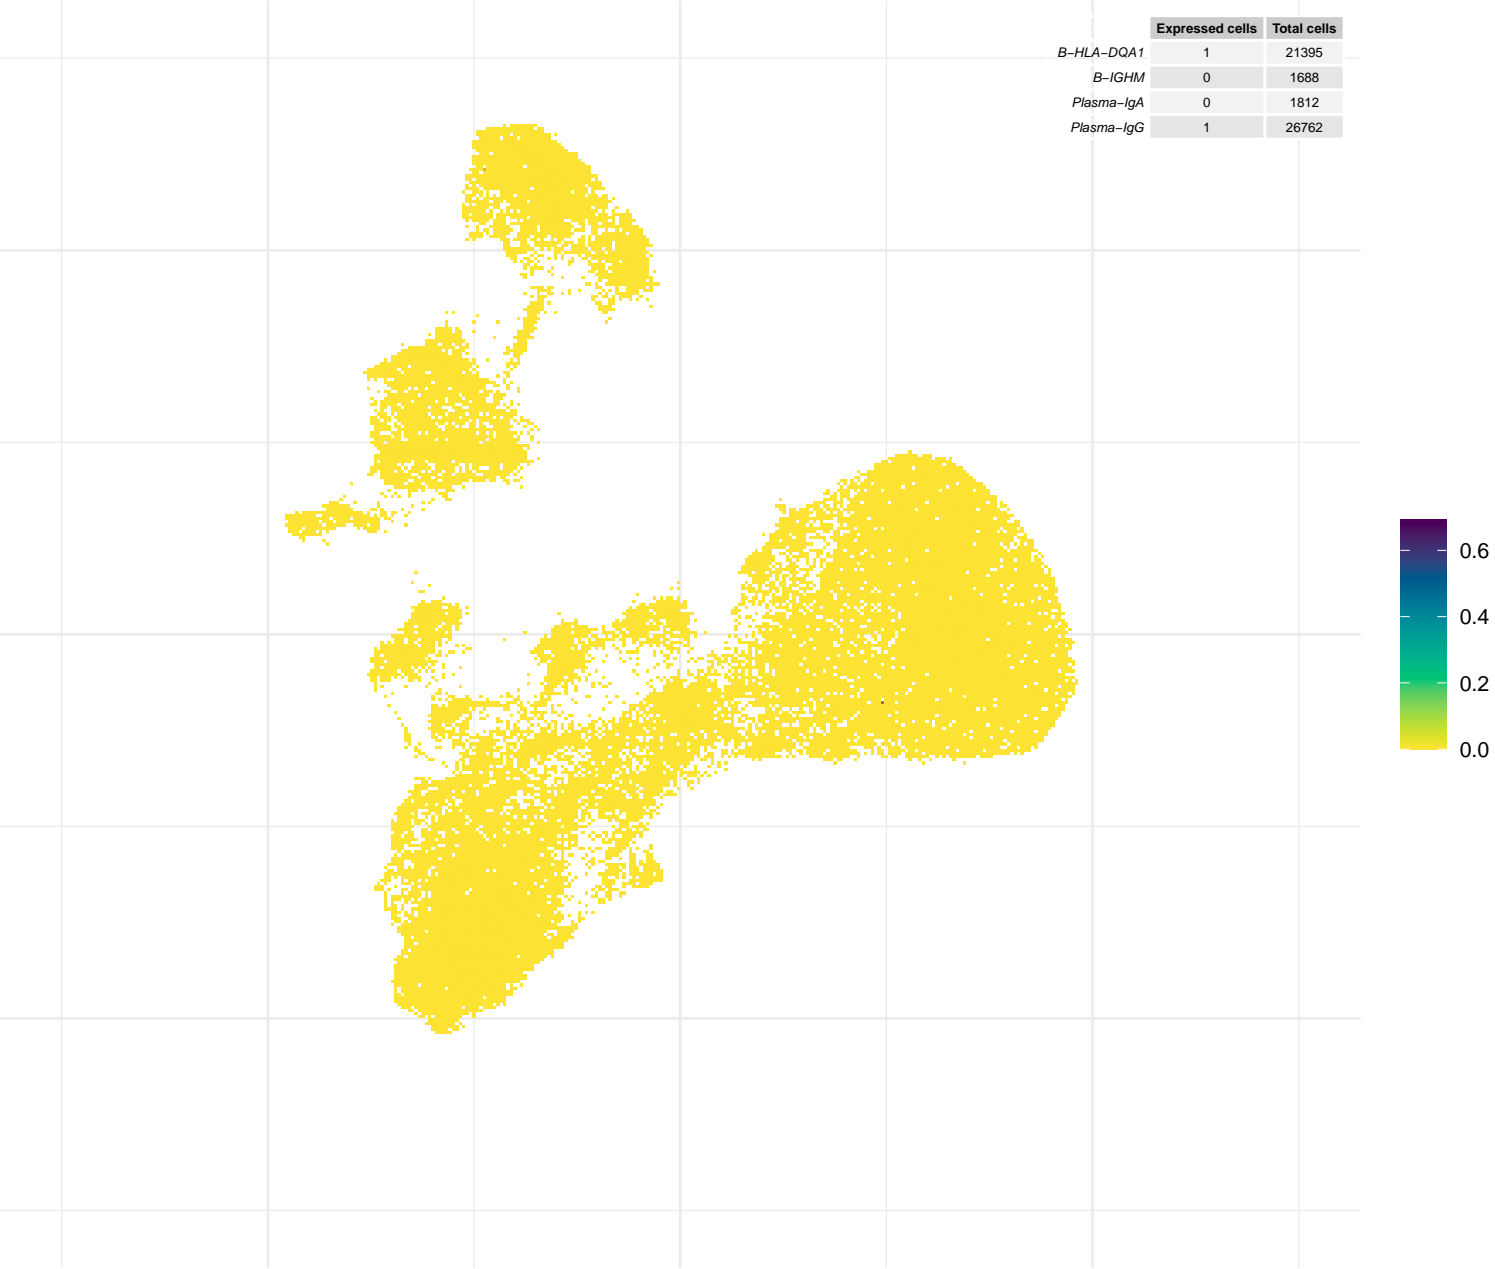 Expressed cells Total cells
B−HLA−DQA1 1 21395
B−IGHM 0 1688
Plasma−IgA 0 1812
Plasma−IgG 1 26762
0.6
0.4
0.2
0.0